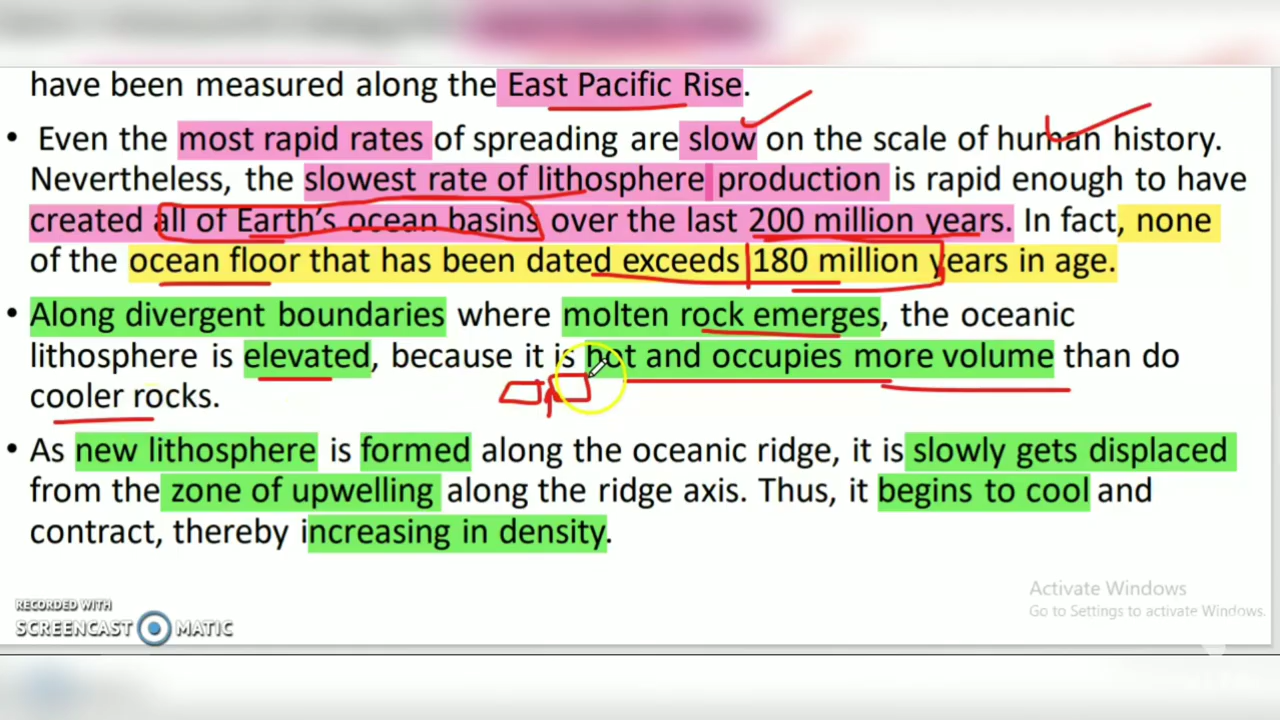 have been measured along the East Pacific Rise.
• Even the most rapid rates of spreading are slow on the scale of human history.
Nevertheless, the slowest rate of lithosphere production is rapid enough to have
created all of Earth's ocean basins over the last 200 million years. In fact, none
of the ocean floor that has been dated exceeds 180 million years in age.
• Along divergent boundaries where molten rock emerges, the oceanic
lithosphere is elevated, because it is hot and occupies more volume than do
cooler rocks.
• As new lithosphere is formed along the oceanic ridge, it is slowly gets displaced
from the zone of upwelling along the ridge axis. Thus, it begins to cool and
contract, thereby increasing in density.
Activate Windows
Go to Settings to activate Windows.
RECORDED WITH
SCREENCAST MATIC